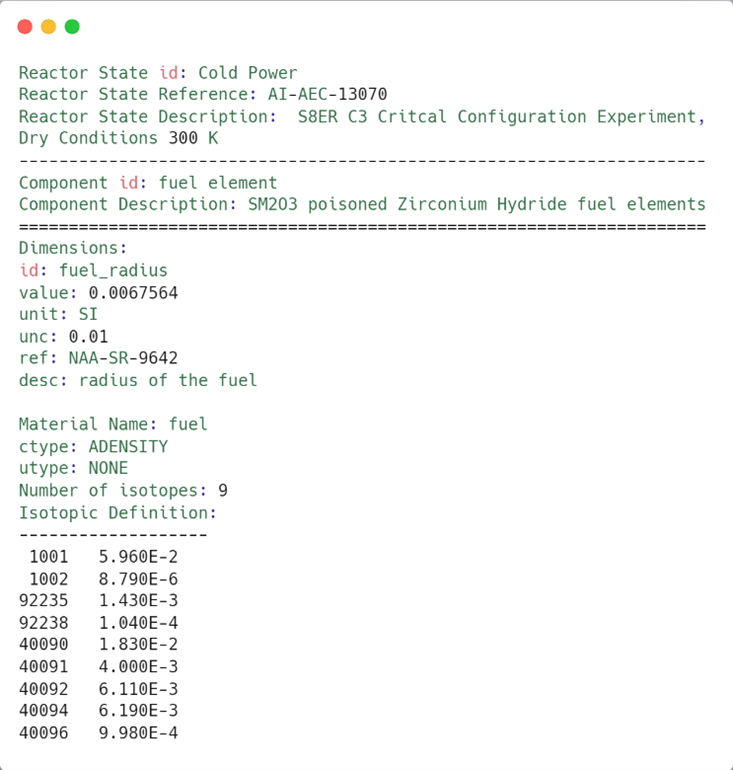 Reactor State id: Cold Power
Reactor State Reference: AI-AEC-13070
Reactor State Description:  S8ER C3 Critcal Configuration Experiment,
Dry Conditions 300 K
---------------------------------------------------------------------
Component id: fuel element
Component Description: SM2O3 poisoned Zirconium Hydride fuel elements
=====================================================================
Dimensions:
id: fuel_radius
value: 0.0067564
unit: SI
unc: 0.01
ref: NAA-SR-9642
desc: radius of the fuel

Material Name: fuel
ctype: ADENSITY
utype: NONE
Number of isotopes: 9
Isotopic Definition:
-------------------
 1001   5.960E-2
 1002   8.790E-6
92235   1.430E-3
92238   1.040E-4
40090   1.830E-2
40091   4.000E-3
40092   6.110E-3
40094   6.190E-3
40096   9.980E-4